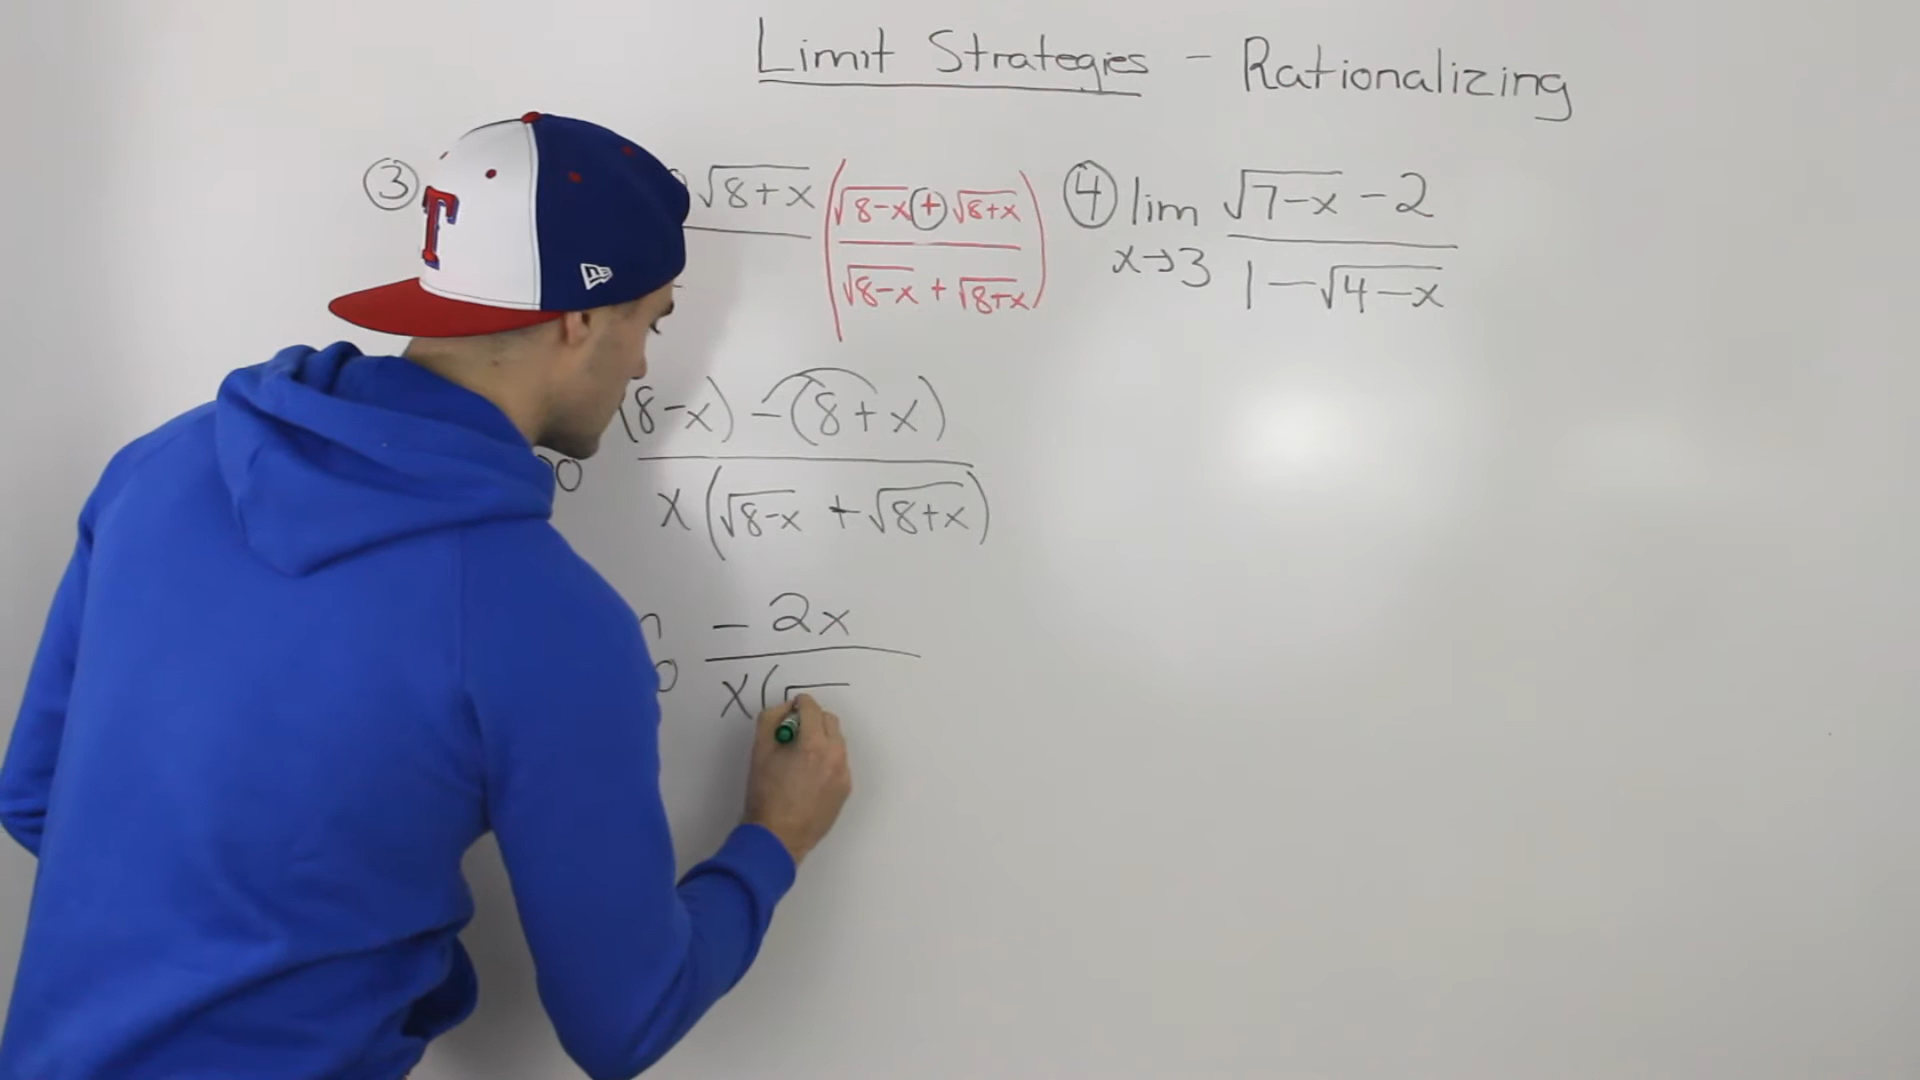 Limit Strategies - Rationalizing
③ √8+x (√8-x + √8+x / √8-x + √8+x)
(8-x) - (8+x)
x(√8-x + √8+x)
- 2x
x(√
④ lim x→3 √7-x - 2 / 1 - √4-x
T